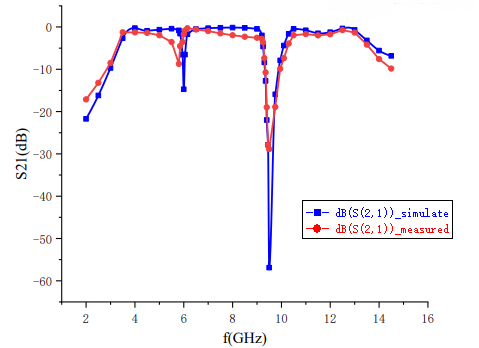 0
-10
-20
-30
-40
-50
-60
S21(dB)
dB(S(2,1))_simulate
dB(S(2,1))_measured
2 4 6 8 10 12 14 16
f(GHz)